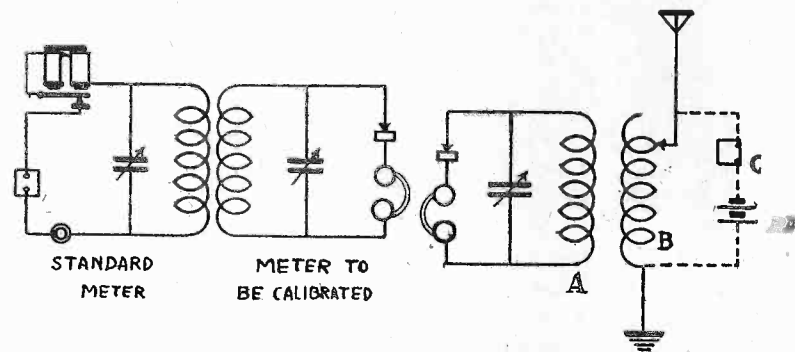 STANDARD
METER
METER TO
BE CALIBRATED
A
B
C